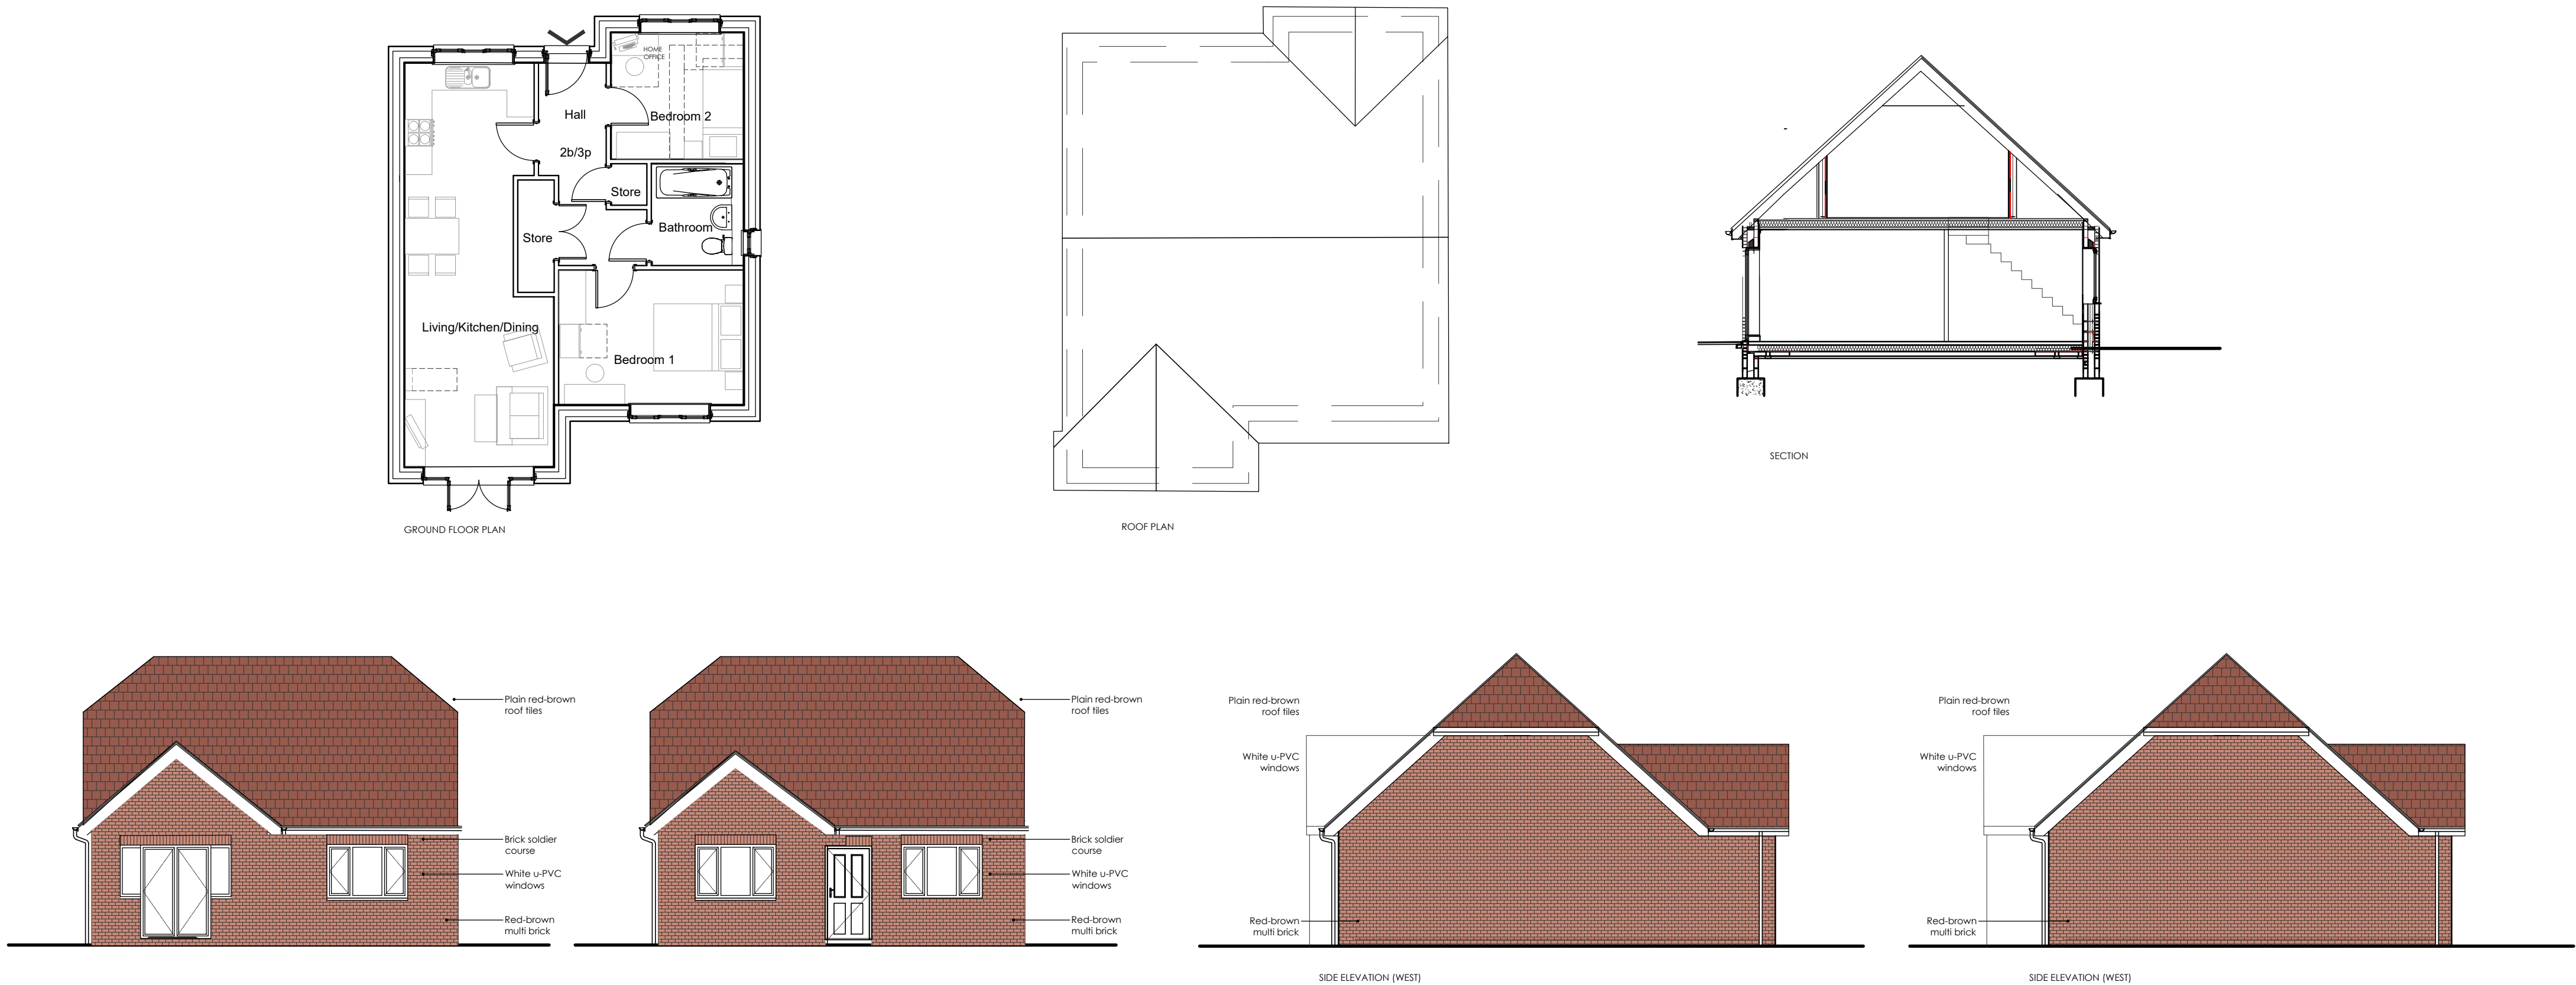 HOME
OFFICE
Hall
Bedroom 2
2b/3p
Store
Bathroom
Store
Living/Kitchen/Dining
Bedroom 1
GROUND FLOOR PLAN
ROOF PLAN
SECTION
Plain red-brown
roof tiles
Brick soldier
course
White u-PVC
windows
Red-brown
multi brick
Plain red-brown
roof tiles
Brick soldier
course
White u-PVC
windows
Red-brown
multi brick
Plain red-brown
roof tiles
White u-PVC
windows
Red-brown
multi brick
SIDE ELEVATION (WEST)
Plain red-brown
roof tiles
White u-PVC
windows
Red-brown
multi brick
SIDE ELEVATION (WEST)